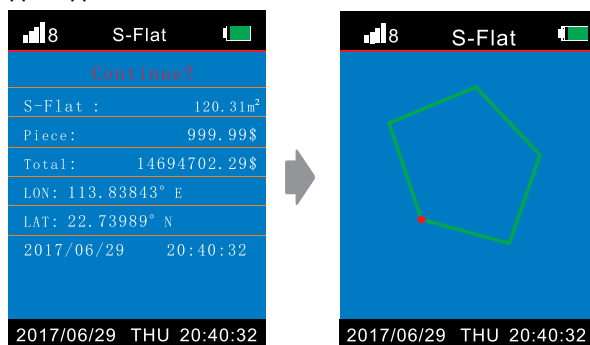 8 S-Flat
Continue?
S-Flat : 120.31m²
Piece: 999.99$
Total: 14694702.29$
LON: 113.83843° E
LAT: 22.73989° N
2017/06/29 20:40:32
2017/06/29 THU 20:40:32
8 S-Flat
2017/06/29 THU 20:40:32